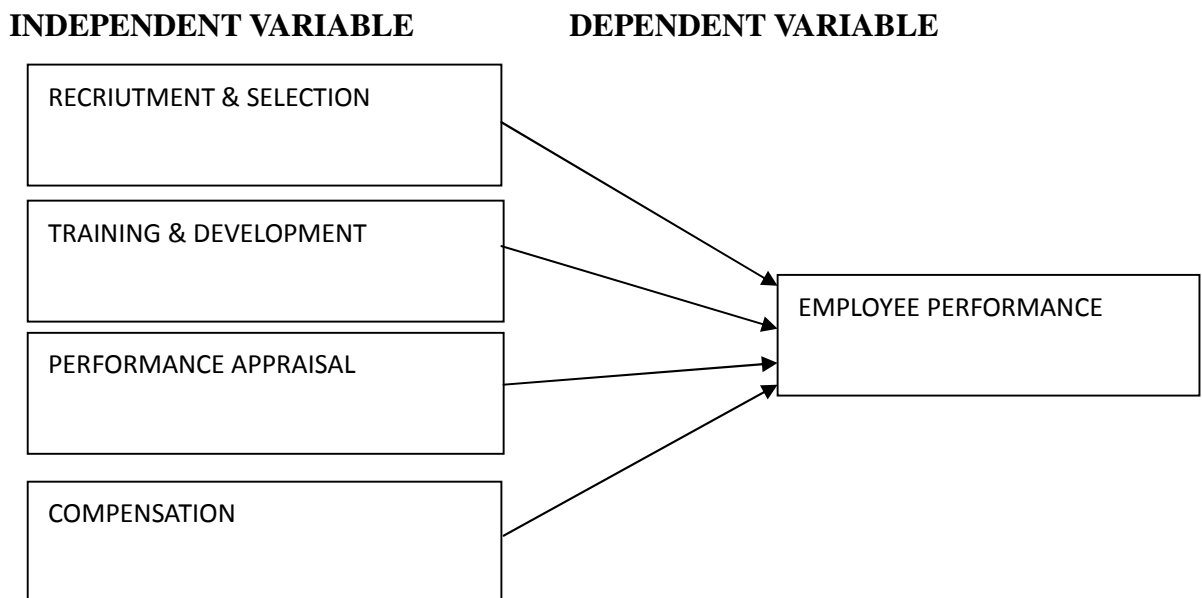 INDEPENDENT VARIABLE
DEPENDENT VARIABLE
RECRIUTMENT & SELECTION
TRAINING & DEVELOPMENT
PERFORMANCE APPRAISAL
COMPENSATION
EMPLOYEE PERFORMANCE